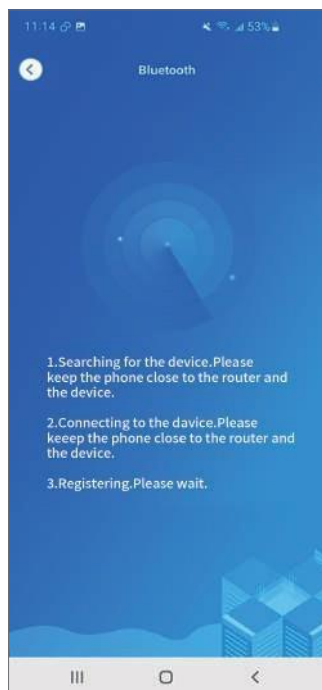 11:14
53%
Bluetooth
1.Searching for the device.Please
keep the phone close to the router and
the device.
2.Connecting to the davice.Please
keeep the phone close to the router and
the device.
3.Registering.Please wait.